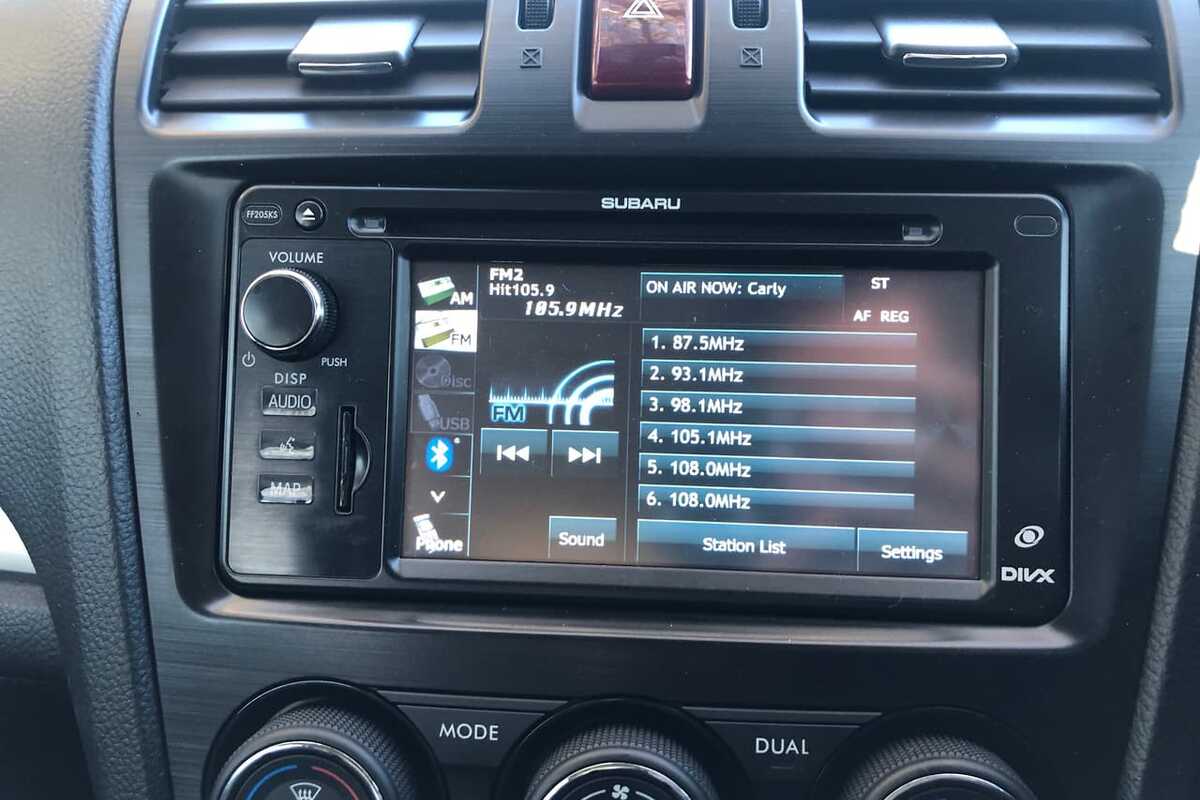 SUBARU
FF205KS
VOLUME
PUSH
DISP
AUDIO
MAP
AM
FM
Disc
USB
Phone
FM2
Hit105.9
105.9MHz
FM
Sound
ON AIR NOW: Carly
ST
AF REG
1. 87.5MHz
2. 93.1MHz
3. 98.1MHz
4. 105.1MHz
5. 108.0MHz
6. 108.0MHz
Station List
Settings
DIVX
MODE
DUAL